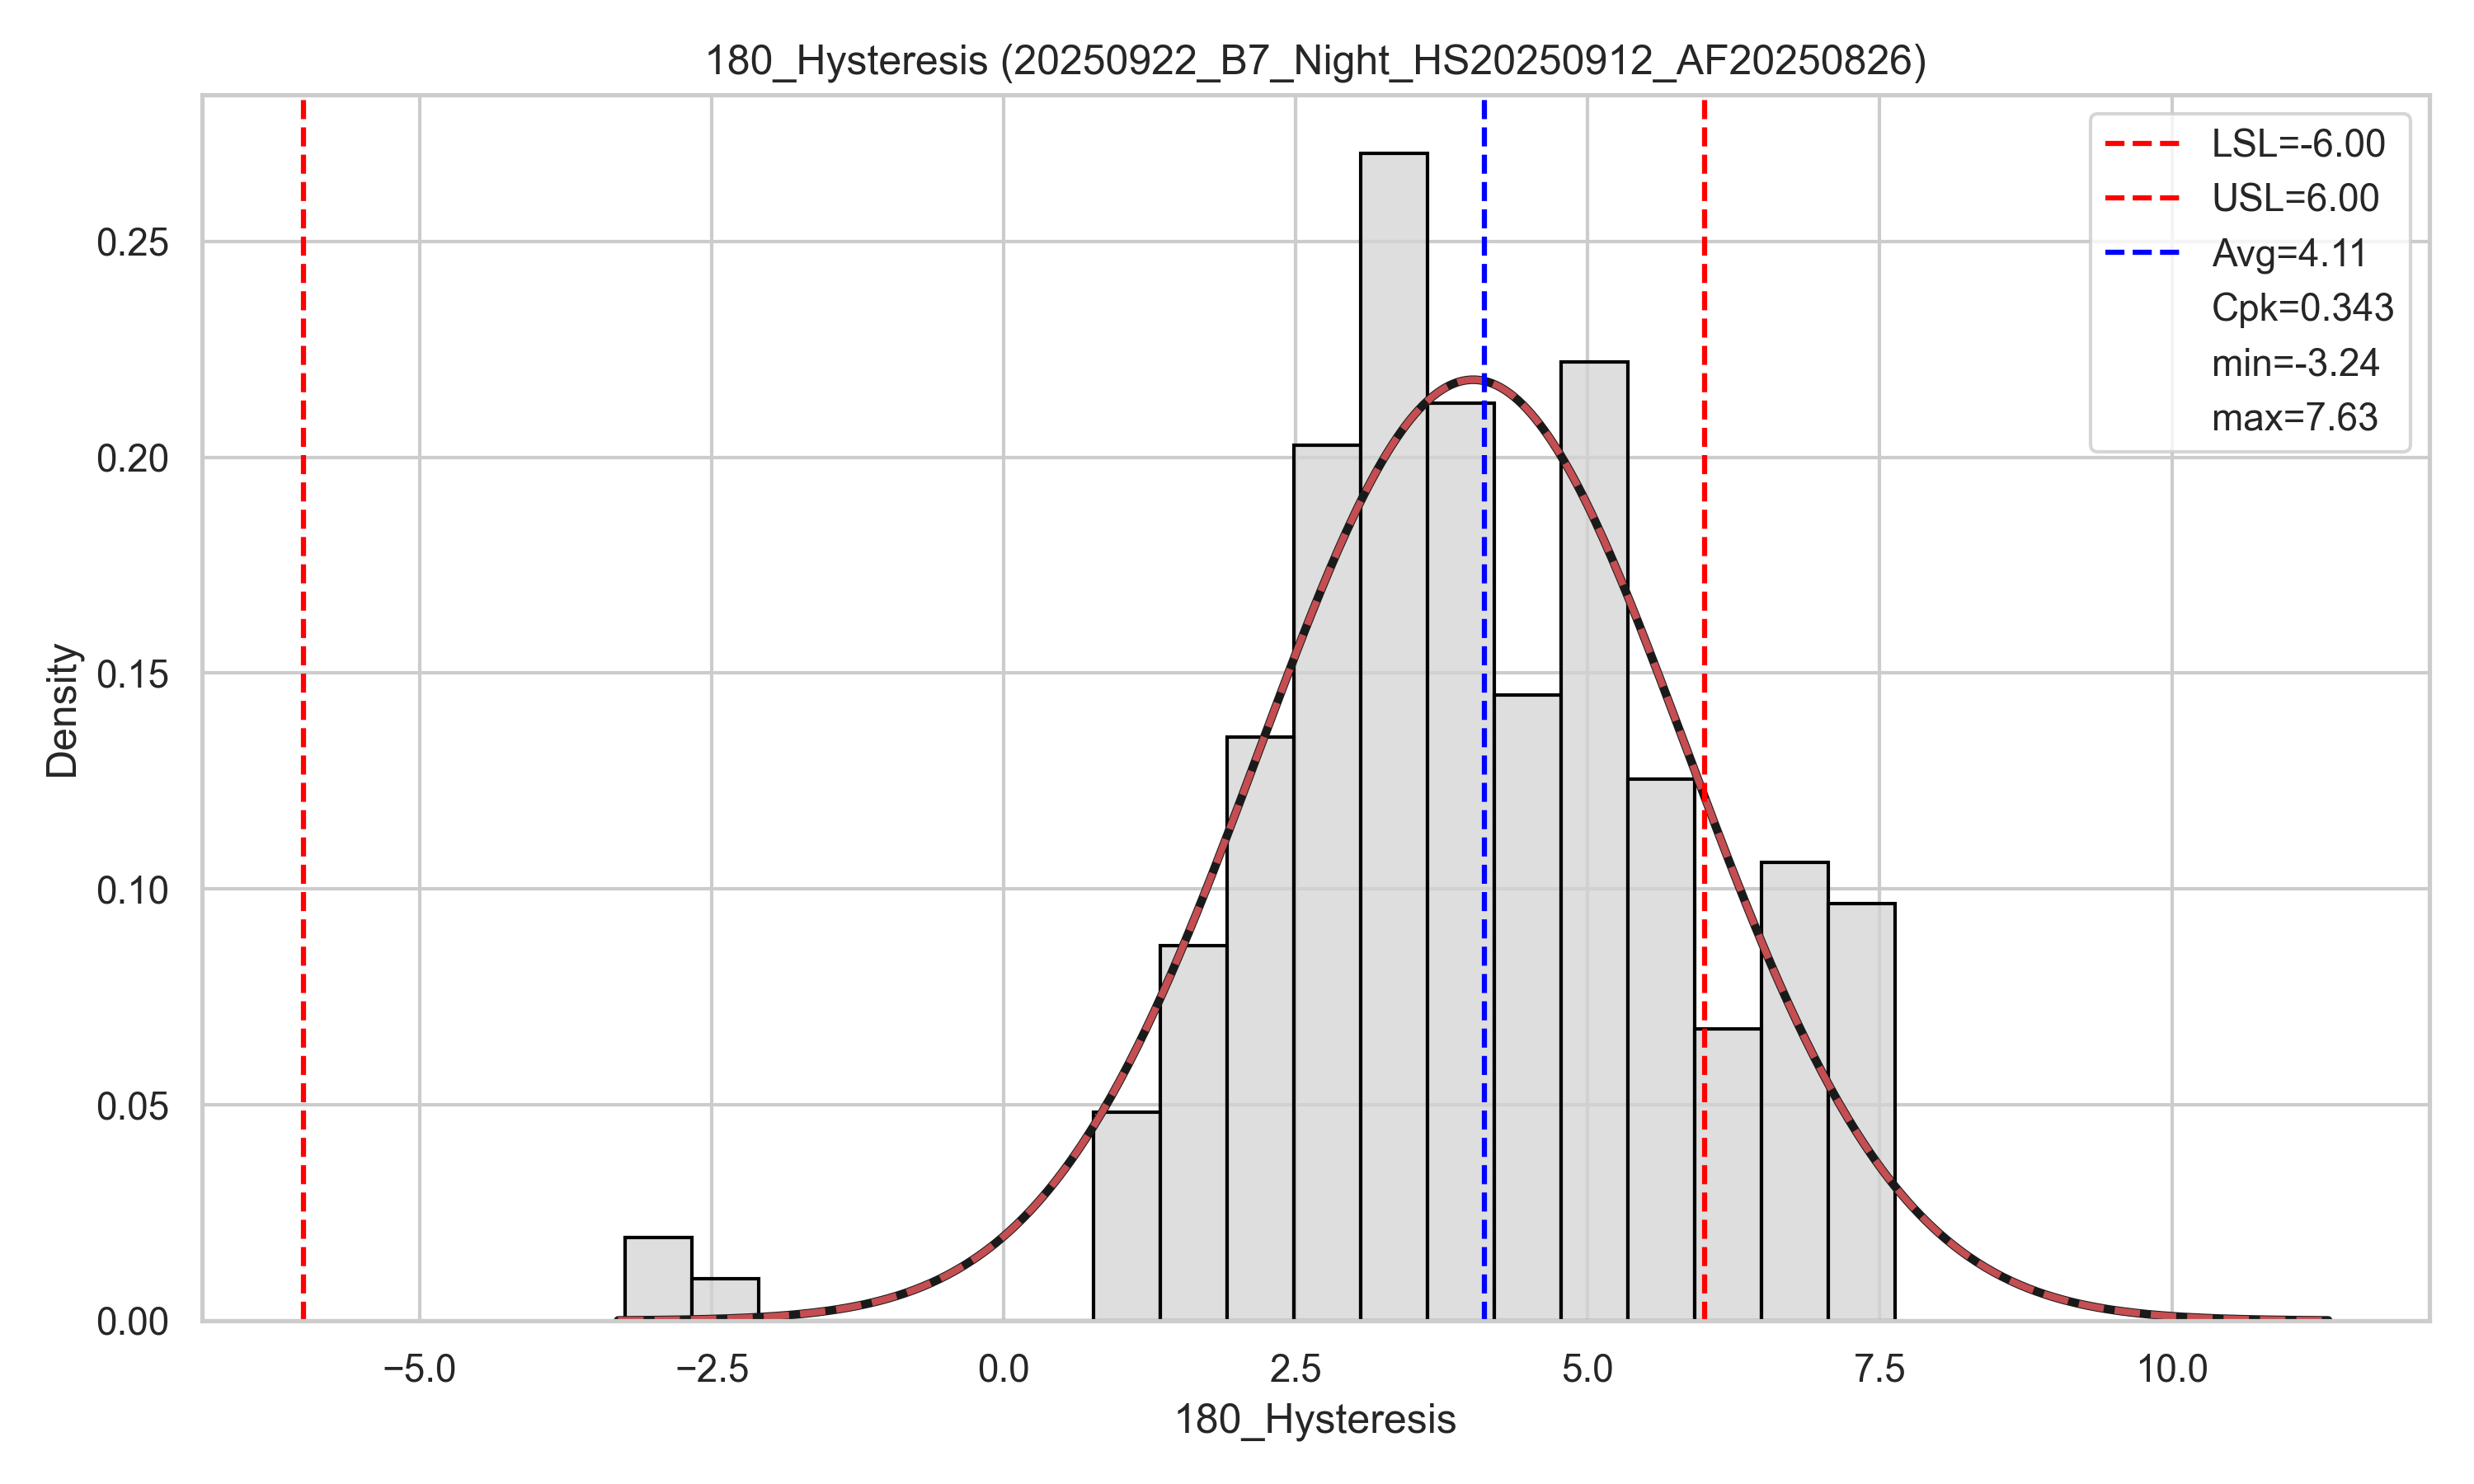 180_Hysteresis (20250922_B7_Night_HS20250912_AF20250826)
LSL=-6.00
USL=6.00
Avg=4.11
Cpk=0.343
min=-3.24
max=7.63
Density
0.25
0.20
0.15
0.10
0.05
0.00
−5.0 −2.5 0.0 2.5 5.0 7.5 10.0
180_Hysteresis